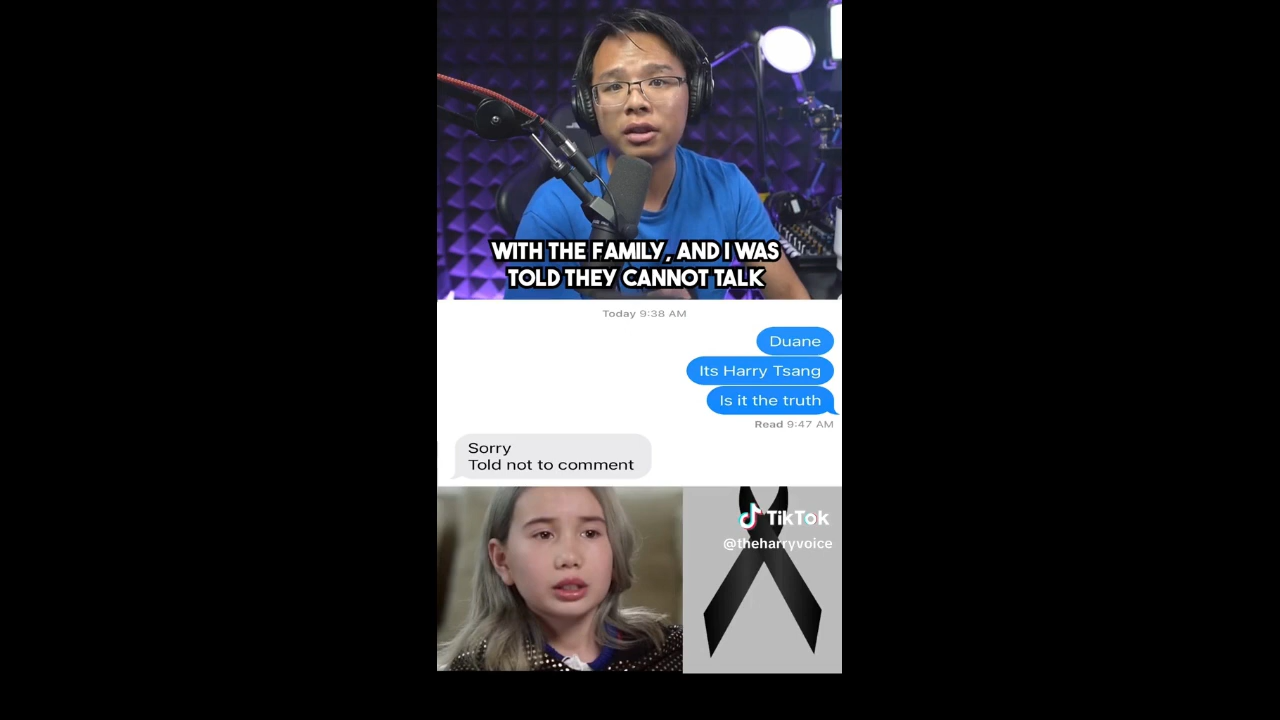 WITH THE FAMILY, AND I WAS
TOLD THEY CANNOT TALK
Today 9:38 AM
Duane
Its Harry Tsang
Is it the truth
Read 9:47 AM
Sorry
Told not to comment
TikTok
@theharryvoice